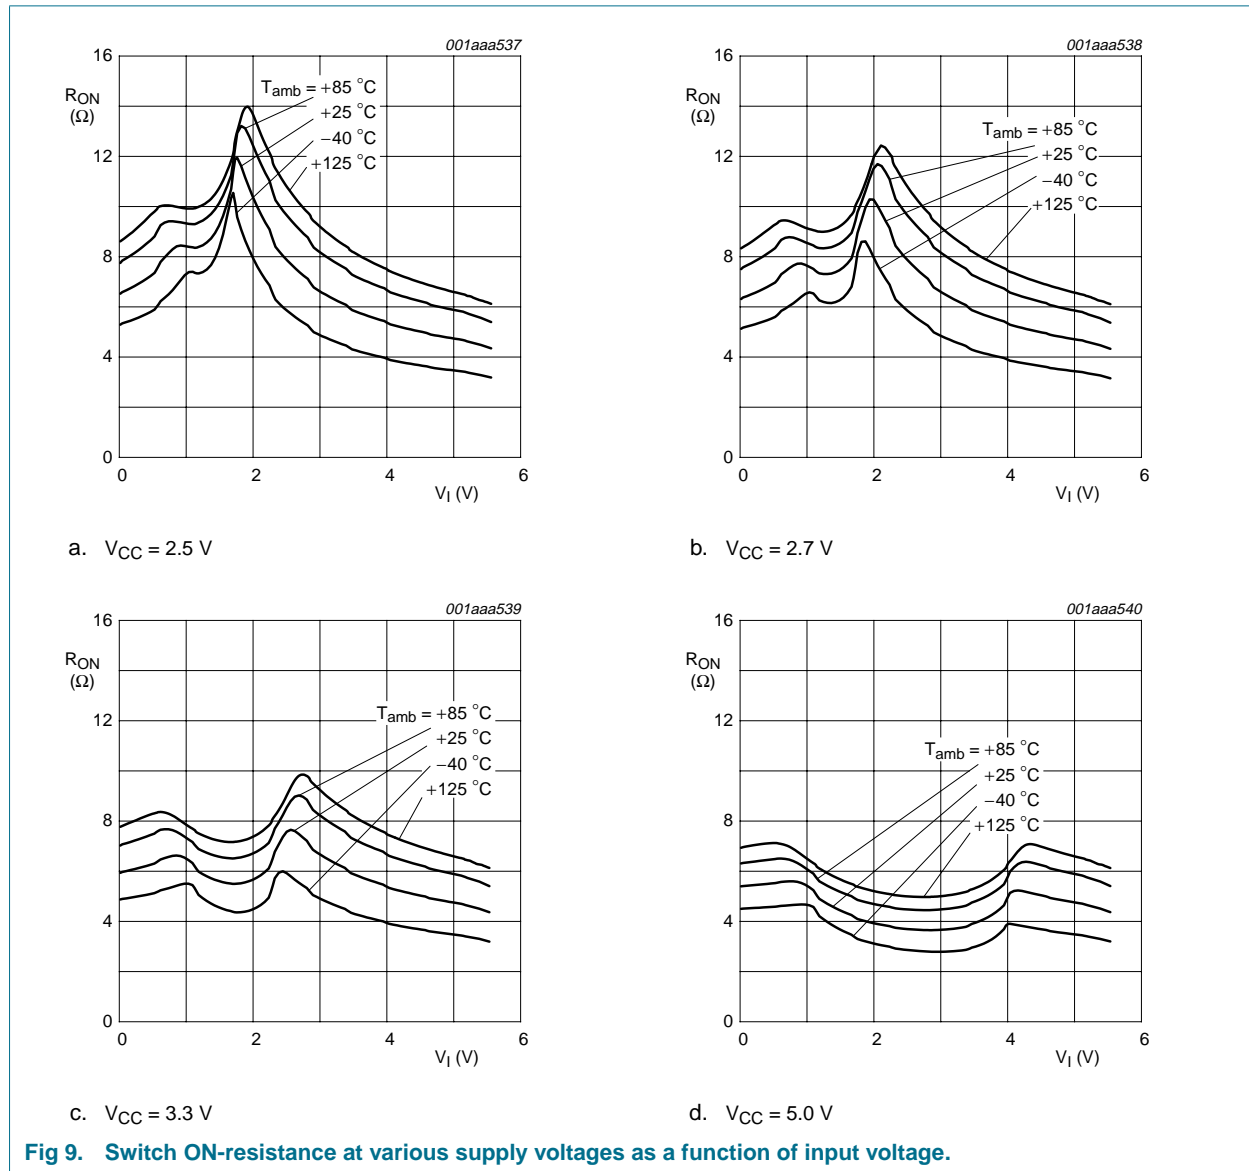 001aaa537
16
RON
(Ω)
12
8
4
0
Tamb = +85 °C
+25 °C
−40 °C
+125 °C
0 2 4 6
VI (V)
a. VCC = 2.5 V
001aaa538
16
RON
(Ω)
12
8
4
0
Tamb = +85 °C
+25 °C
−40 °C
+125 °C
0 2 4 6
VI (V)
b. VCC = 2.7 V
001aaa539
16
RON
(Ω)
12
8
4
0
Tamb = +85 °C
+25 °C
−40 °C
+125 °C
0 2 4 6
VI (V)
c. VCC = 3.3 V
001aaa540
16
RON
(Ω)
12
8
4
0
Tamb = +85 °C
+25 °C
−40 °C
+125 °C
0 2 4 6
VI (V)
d. VCC = 5.0 V
Fig 9. Switch ON-resistance at various supply voltages as a function of input voltage.